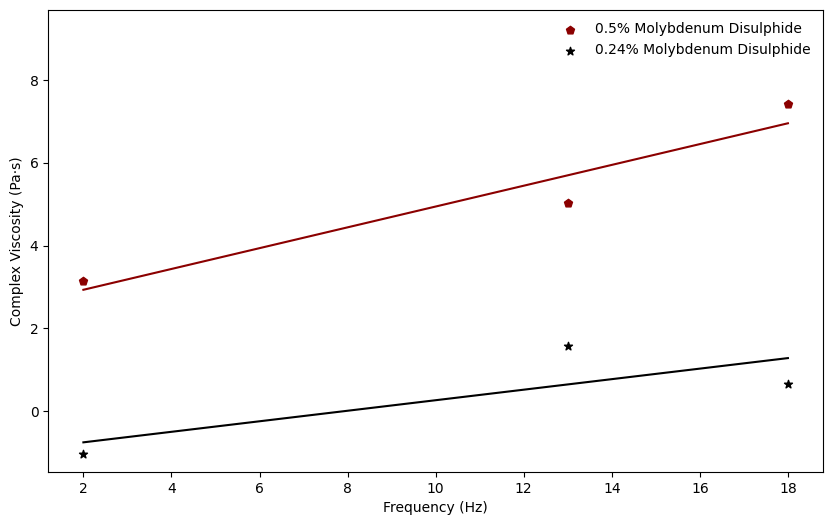 0.5% Molybdenum Disulphide
0.24% Molybdenum Disulphide
8
6
4
2
0
Complex Viscosity (Pa·s)
2 4 6 8 10 12 14 16 18
Frequency (Hz)